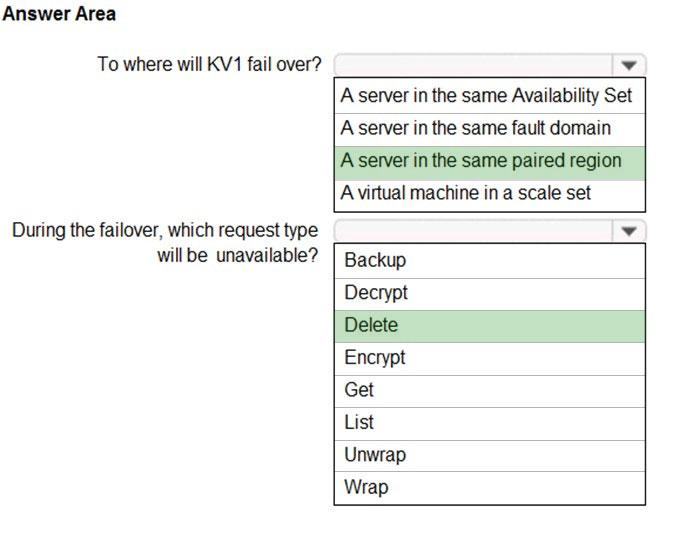 Answer Area
To where will KV1 fail over?
A server in the same Availability Set
A server in the same fault domain
A server in the same paired region
A virtual machine in a scale set
During the failover, which request type
will be unavailable?
Backup
Decrypt
Delete
Encrypt
Get
List
Unwrap
Wrap